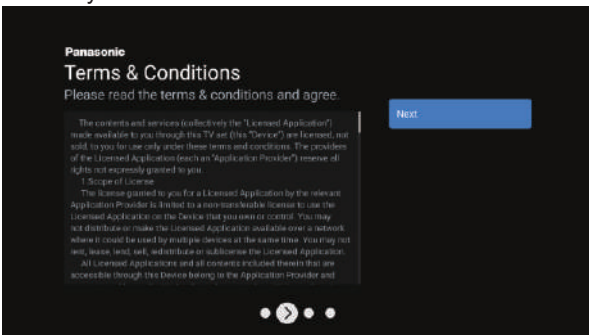 Panasonic
Terms & Conditions
Please read the terms & conditions and agree.
The contents and services (collectively the "Licensed Application")
made available to you through this TV set (this "Device") are licensed, not
sold, to you for use only under these terms and conditions. The providers
of the Licensed Application (each an "Application Provider") reserve all
rights not expressly granted to you.
1.Scope of License
The license granted to you for a Licensed Application by the relevant
Application Provider is limited to a non-transferable license to use the
Licensed Application on the Device that you own or control. You may
not distribute or make the Licensed Application available over a network
where it could be used by multiple devices at the same time. You may not
rent, lease, lend, sell, redistribute or sublicense the Licensed Application.
All Licensed Applications and all contents included therein that are
accessible through this Device belong to the Application Provider and
Next